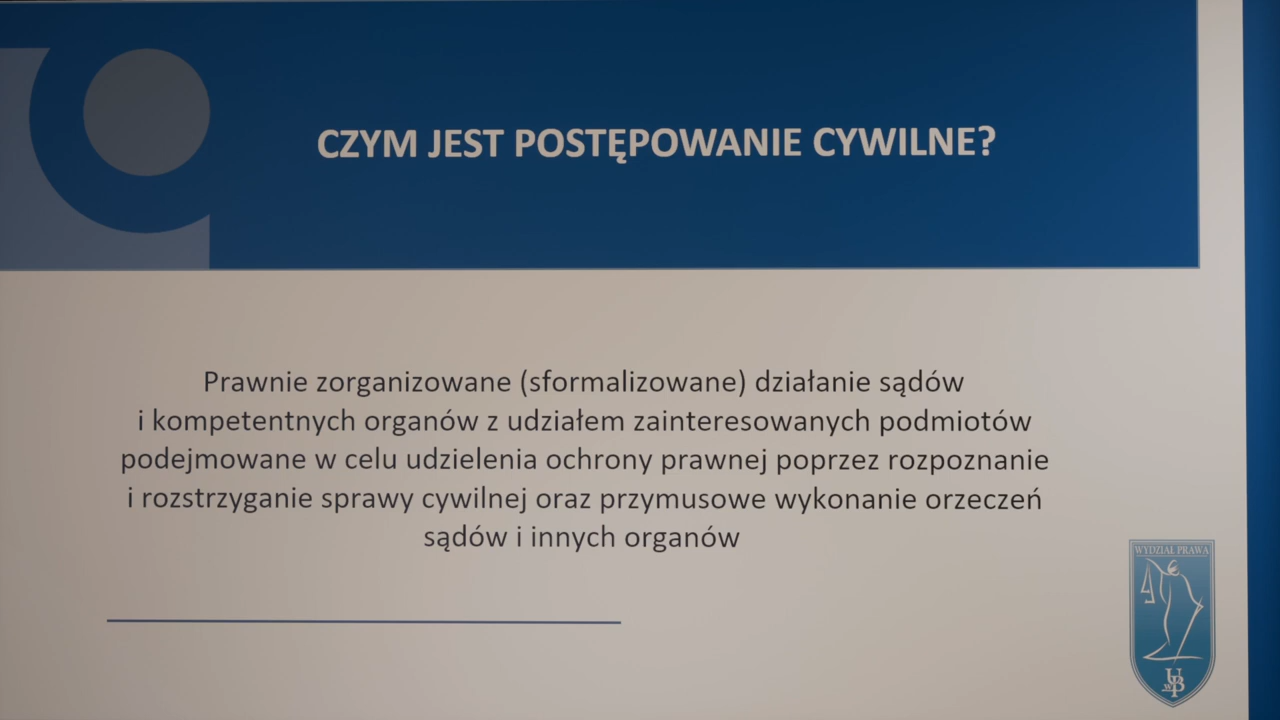 CZYM JEST POSTĘPOWANIE CYWILNE?
Prawnie zorganizowane (sformalizowane) działanie sądów
i kompetentnych organów z udziałem zainteresowanych podmiotów
podejmowane w celu udzielenia ochrony prawnej poprzez rozpoznanie
i rozstrzyganie sprawy cywilnej oraz przymusowe wykonanie orzeczeń
sądów i innych organów
WYDZIAŁ PRAWA
UwB